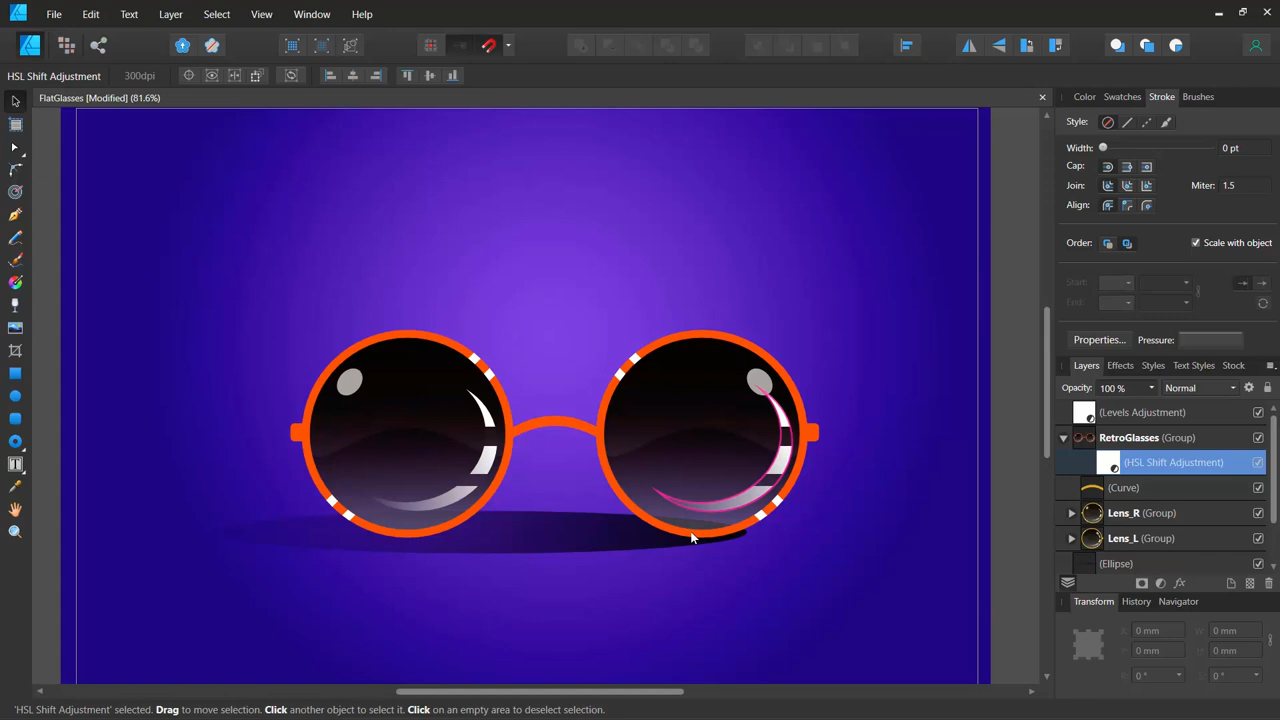 File Edit Text Layer Select View Window Help
HSL Shift Adjustment 300dpi
FlatGlasses [Modified] (81.6%)
Color Swatches Stroke Brushes
Style:
Width: 0 pt
Cap:
Join: Miter: 1.5
Align:
Order: Scale with object
Start:
End:
Properties... Pressure:
Layers Effects Styles Text Styles Stock
Opacity: 100 % Normal
(Levels Adjustment)
RetroGlasses (Group)
(HSL Shift Adjustment)
(Curve)
Lens_R (Group)
Lens_L (Group)
(Ellipse)
fx
Transform History Navigator
X: 0 mm W: 0 mm
Y: 0 mm H: 0 mm
R: 0 ° S: 0 °
'HSL Shift Adjustment' selected. Drag to move selection. Click another object to select it. Click on an empty area to deselect selection.